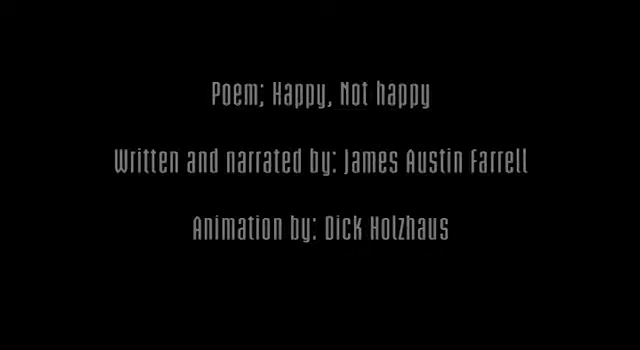 Poem; Happy, Not happy
Written and narrated by: James Austin Farrell
Animation by: Dick Holzhaus